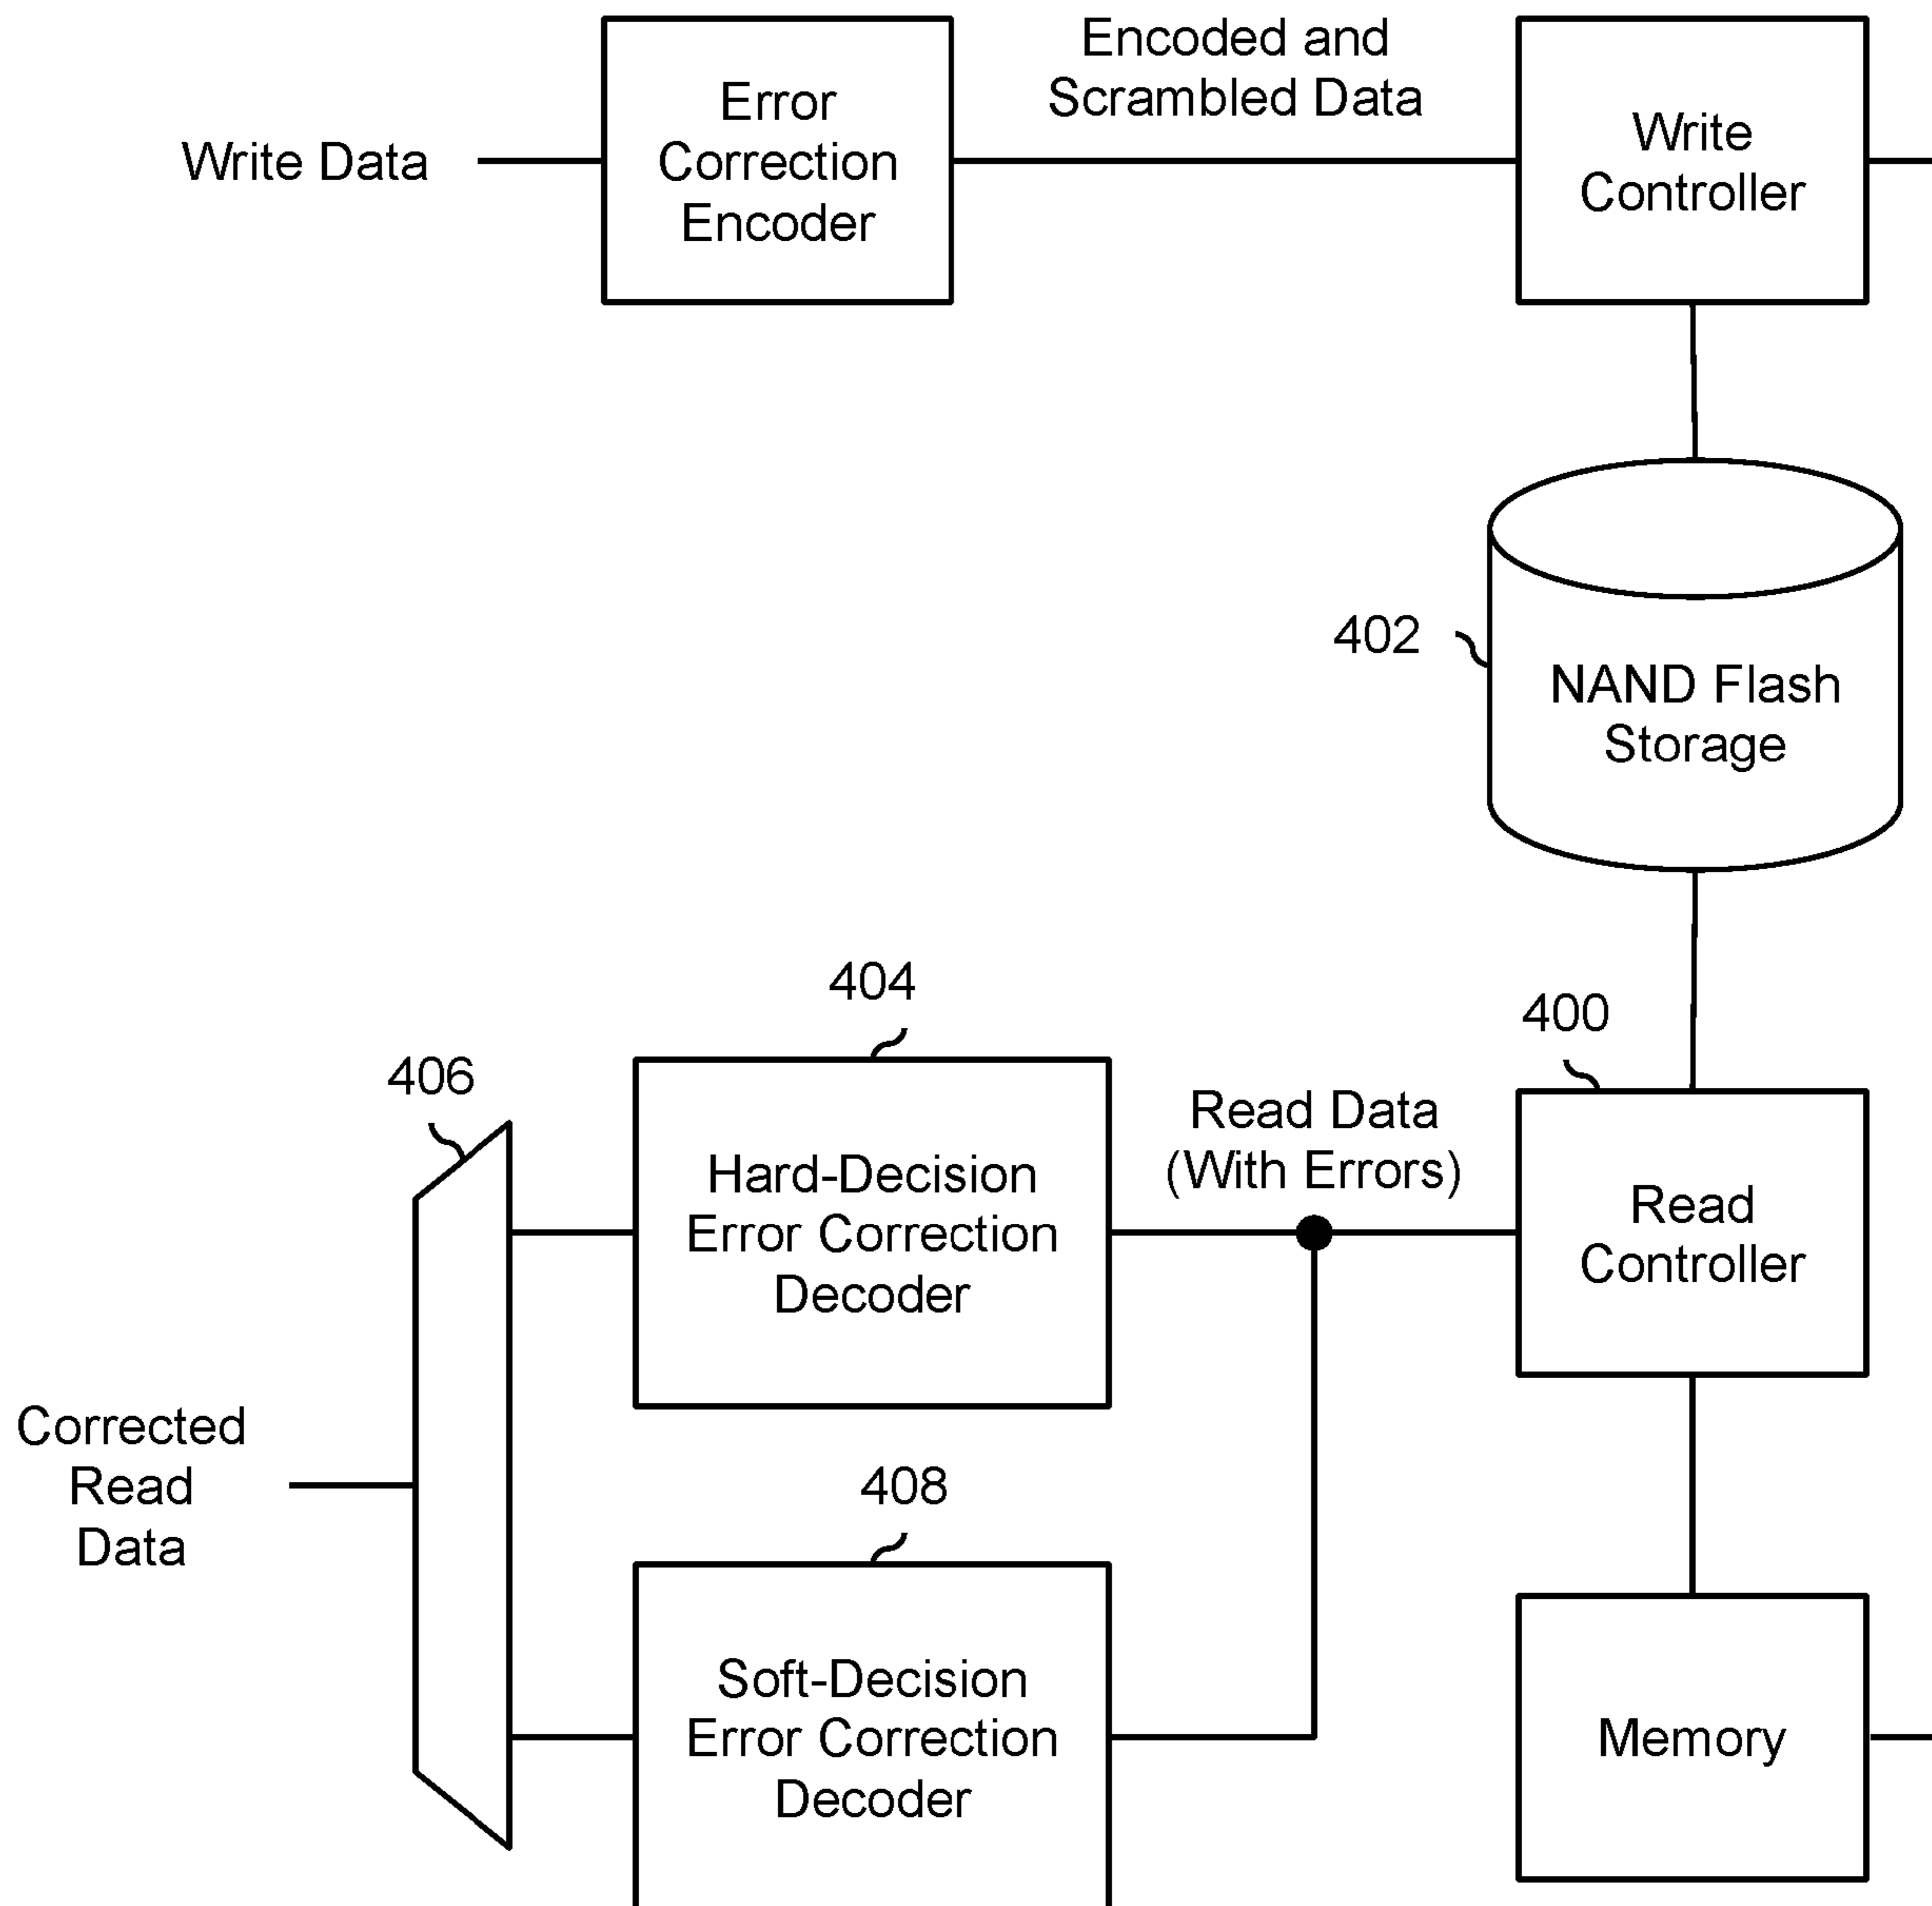 Encoded and
Scrambled Data
Error
Correction
Encoder
Write Data
Write
Controller
402
NAND Flash
Storage
404
400
406
Read Data
(With Errors)
Hard-Decision
Error Correction
Decoder
Read
Controller
Corrected
Read
Data
408
Soft-Decision
Error Correction
Decoder
Memory